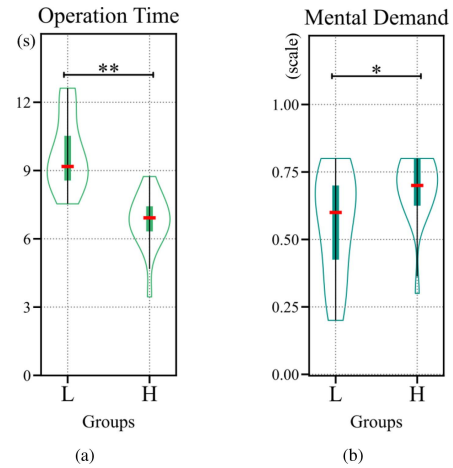 Operation Time
(s)
**
12
9
6
3
0
L H
Groups
(a)
Mental Demand
(scale)
*
1.00
0.75
0.50
0.25
0.00
L H
Groups
(b)